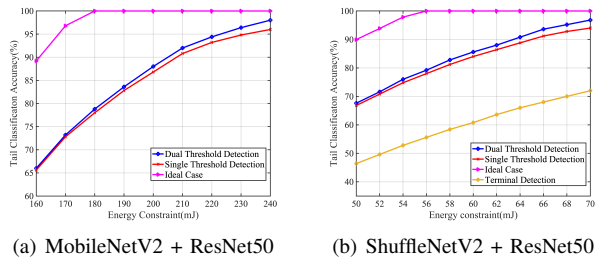 100
95
90
85
80
75
70
65
60
Tail Classification Accuracy(%)
Dual Threshold Detection
Single Threshold Detection
Ideal Case
160 170 180 190 200 210 220 230 240
Energy Constraint(mJ)
(a) MobileNetV2 + ResNet50
100
90
80
70
60
50
40
Tail Classification Accuracy(%)
Dual Threshold Detection
Single Threshold Detection
Ideal Case
Terminal Detection
50 52 54 56 58 60 62 64 66 68 70
Energy constraint(mJ)
(b) ShuffleNetV2 + ResNet50